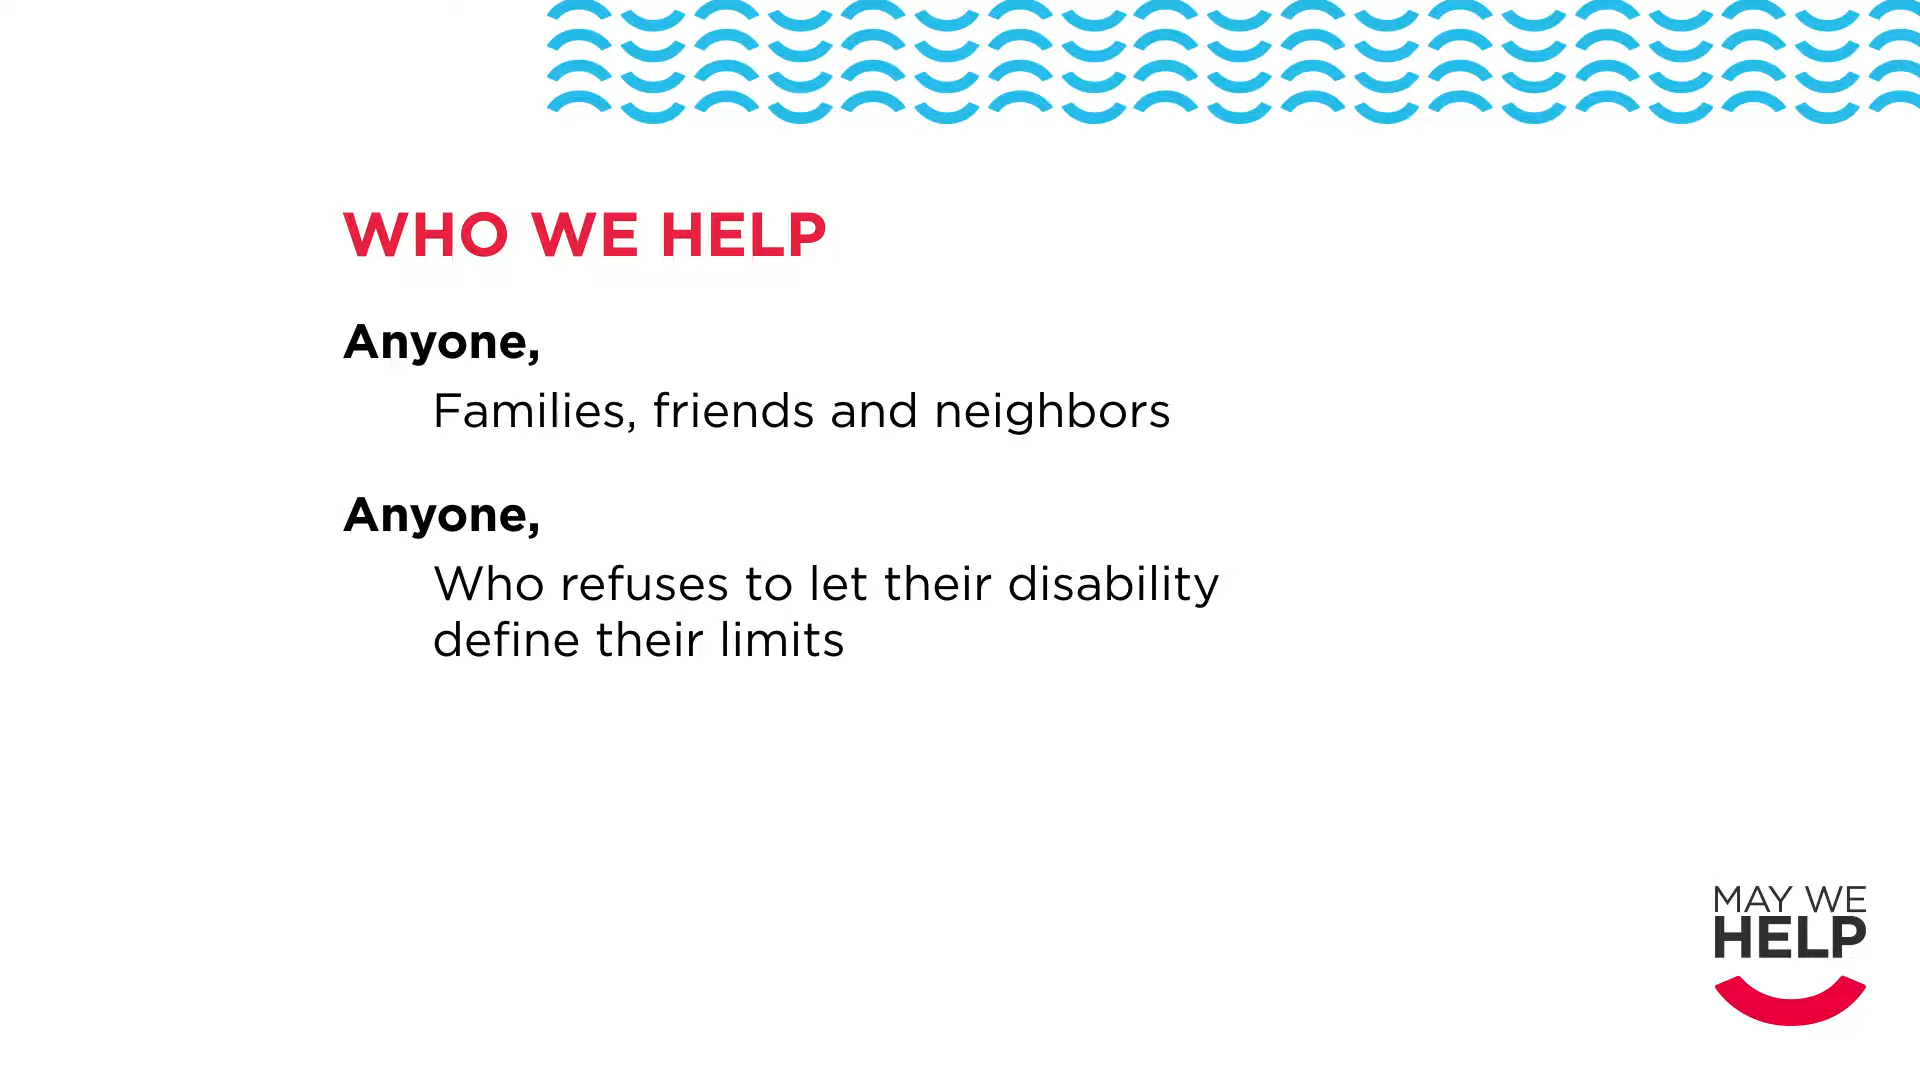 WHO WE HELP
Anyone,
Families, friends and neighbors
Anyone,
Who refuses to let their disability
define their limits
MAY WE
HELP